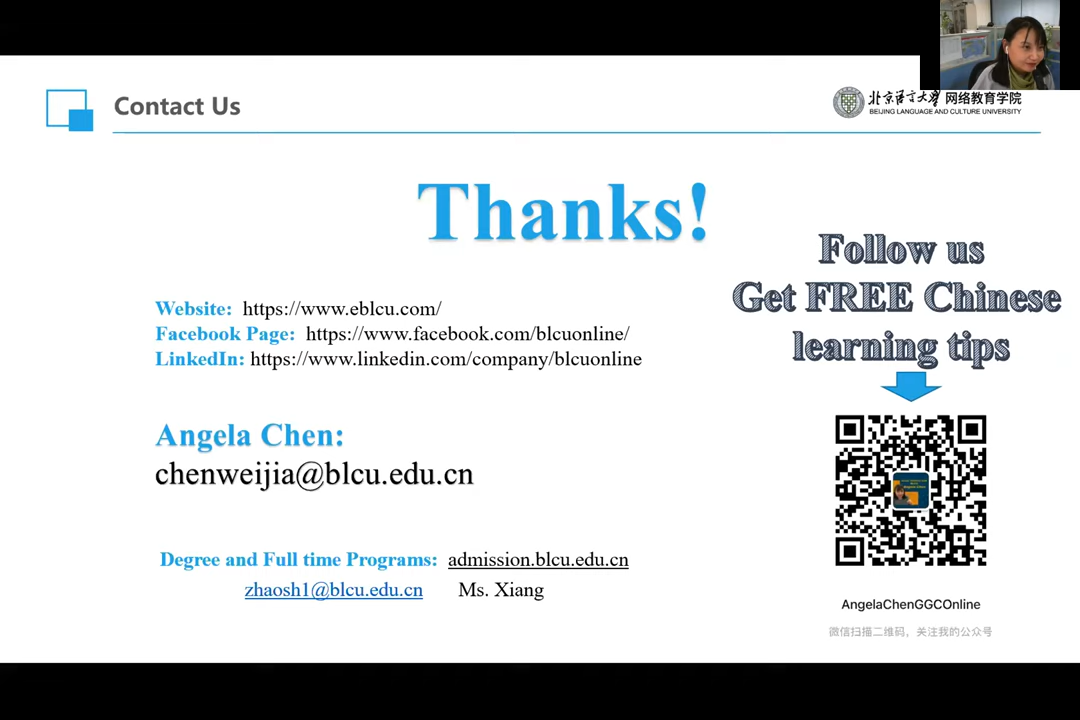 Contact Us
北京语言大学 网络教育学院
BEIJING LANGUAGE AND CULTURE UNIVERSITY
Thanks!
Follow us
Get FREE Chinese
learning tips
Website: https://www.eblcu.com/
Facebook Page: https://www.facebook.com/blcuonline/
LinkedIn: https://www.linkedin.com/company/blcuonline
Angela Chen:
chenweijia@blcu.edu.cn
Degree and Full time Programs: admission.blcu.edu.cn
zhaosh1@blcu.edu.cn Ms. Xiang
AngelaChenGGCOnline
微信扫描二维码，关注我的公众号